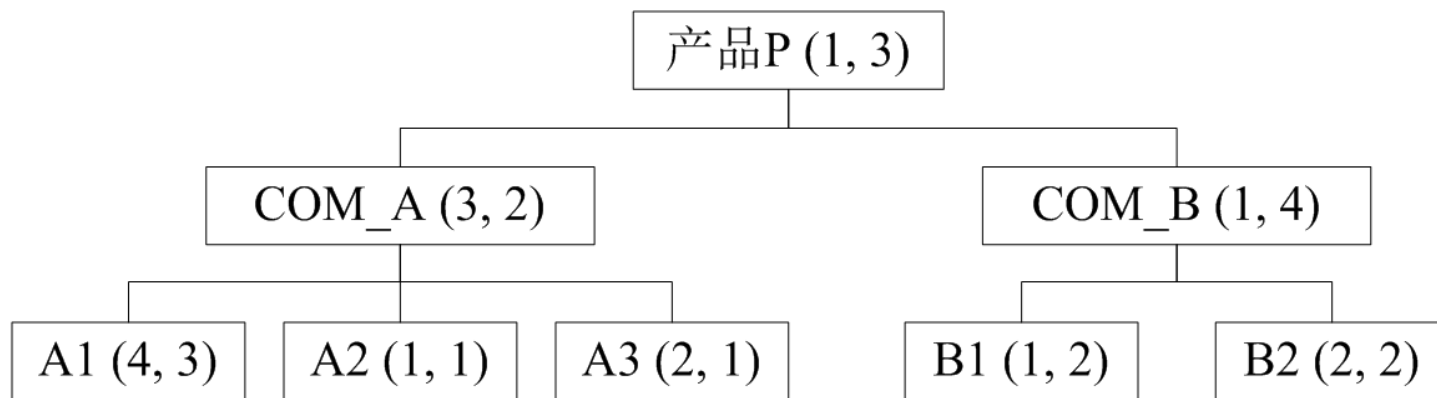 产品P (1, 3)
COM_A (3, 2)
COM_B (1, 4)
A1 (4, 3)
A2 (1, 1)
A3 (2, 1)
B1 (1, 2)
B2 (2, 2)